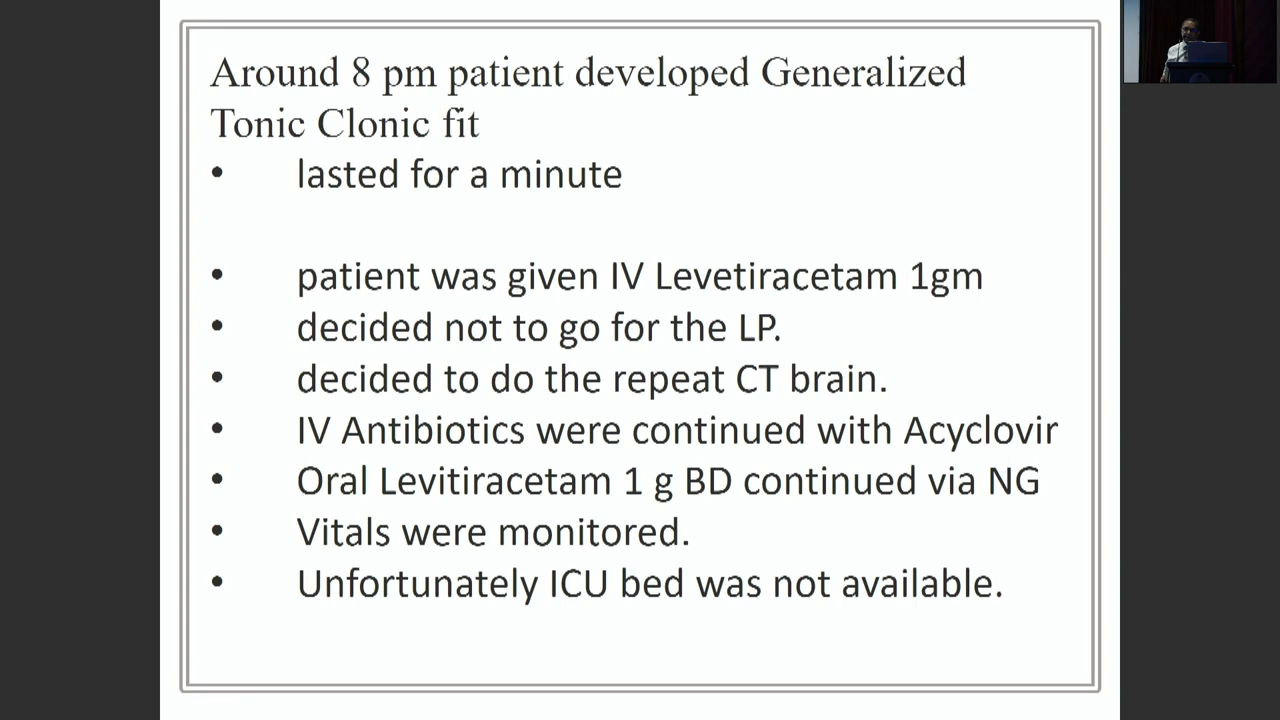 Around 8 pm patient developed Generalized
Tonic Clonic fit
• lasted for a minute
• patient was given IV Levetiracetam 1gm
• decided not to go for the LP.
• decided to do the repeat CT brain.
• IV Antibiotics were continued with Acyclovir
• Oral Levitiracetam 1 g BD continued via NG
• Vitals were monitored.
• Unfortunately ICU bed was not available.